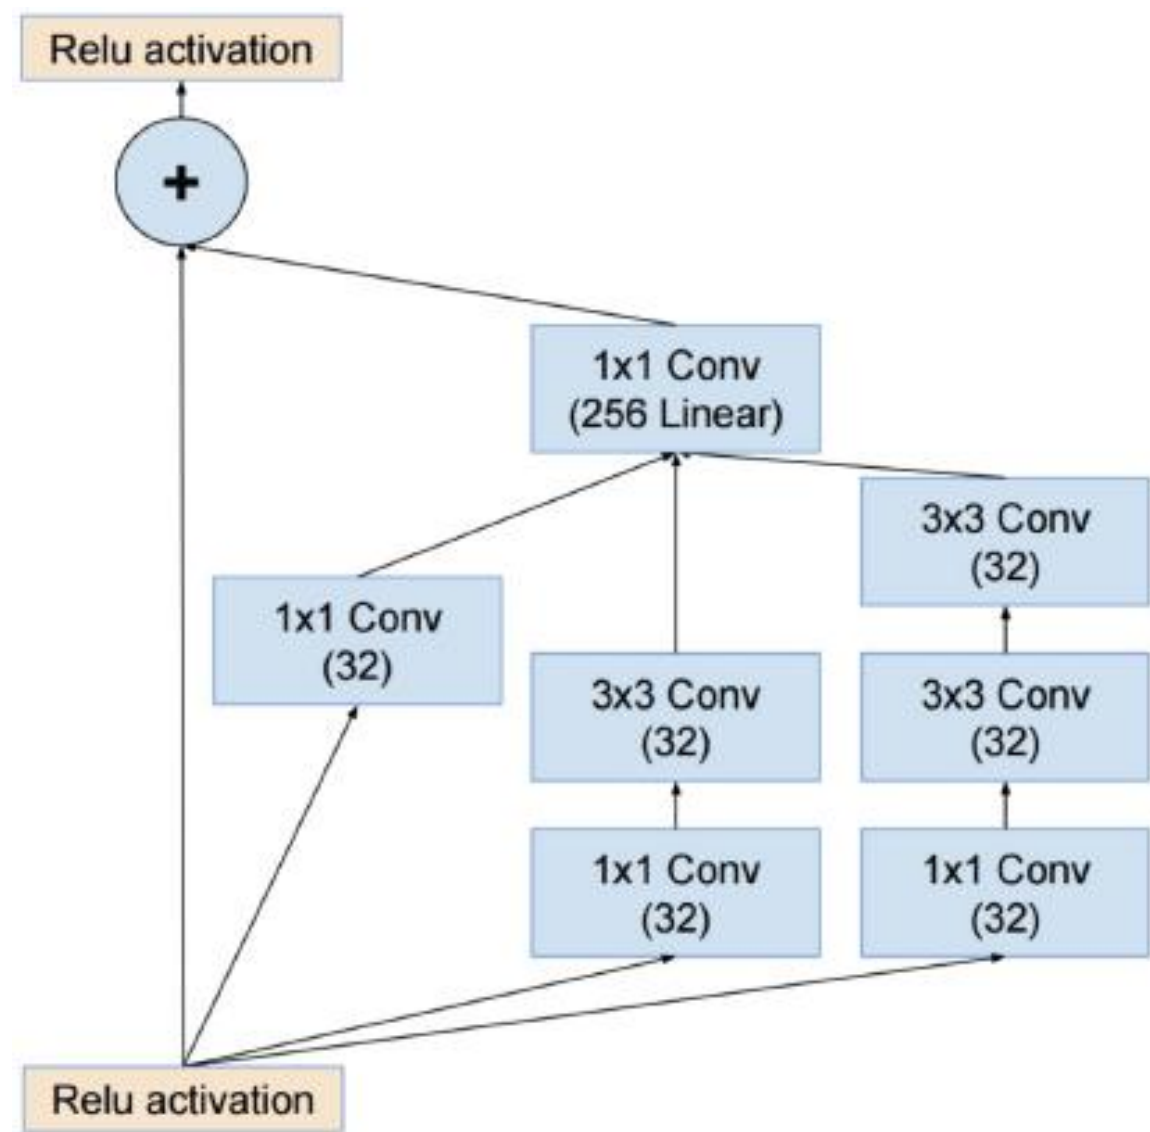 Relu activation
+
1x1 Conv
(256 Linear)
3x3 Conv
(32)
1x1 Conv
(32)
3x3 Conv
(32)
3x3 Conv
(32)
1x1 Conv
(32)
1x1 Conv
(32)
Relu activation